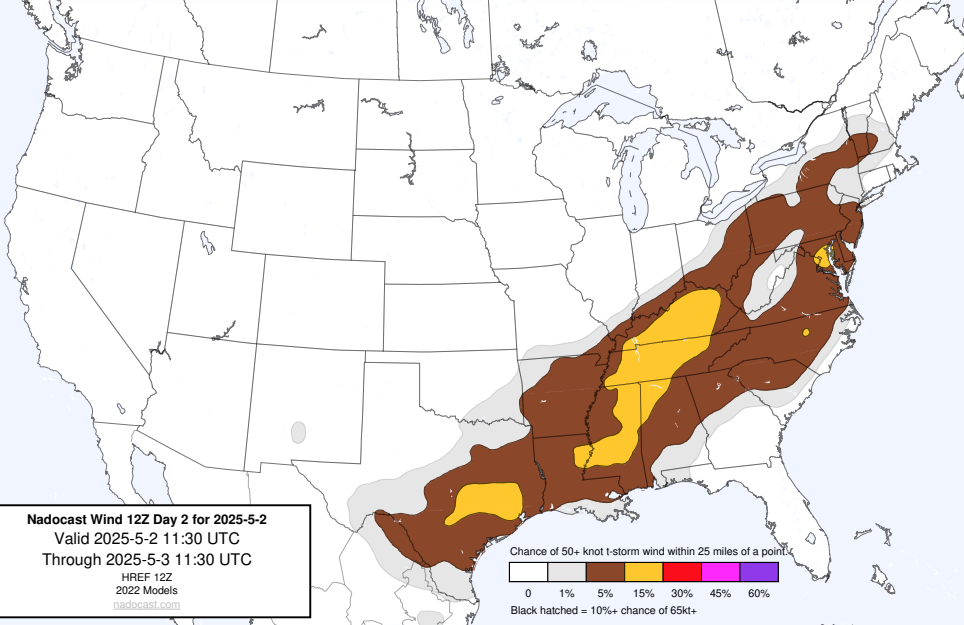 Nadocast Wind 12Z Day 2 for 2025-5-2
Valid 2025-5-2 11:30 UTC
Through 2025-5-3 11:30 UTC
HREF 12Z
2022 Models
nadocast.com
Chance of 50+ knot t-storm wind within 25 miles of a point.
0 1% 5% 15% 30% 45% 60%
Black hatched = 10%+ chance of 65kt+